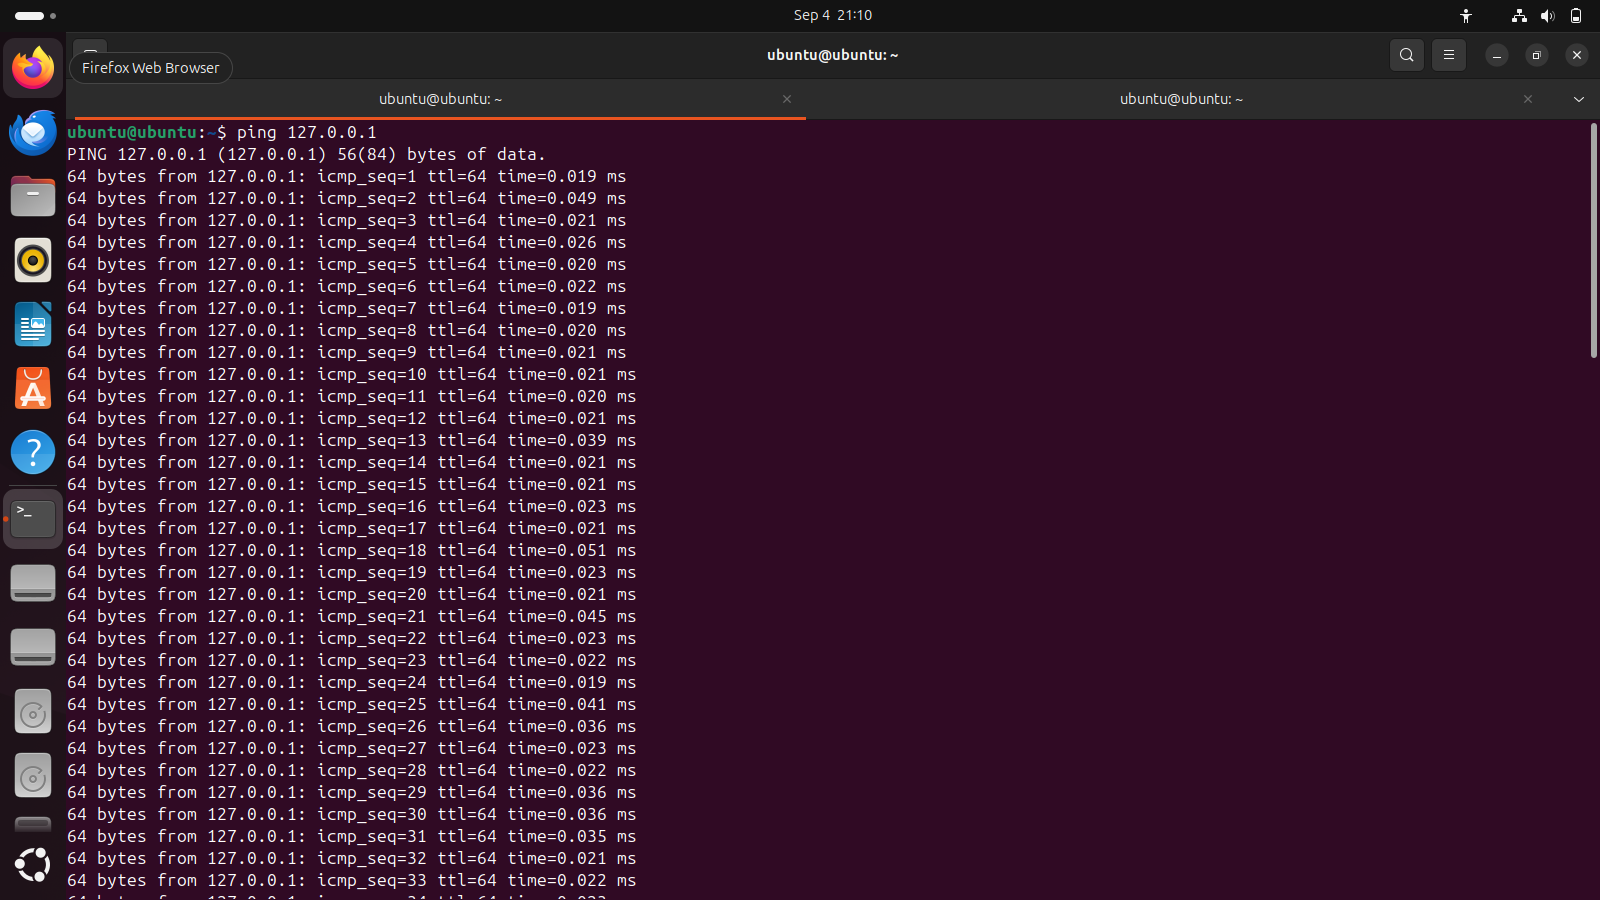 Sep 4 21:10
Firefox Web Browser
ubuntu@ubuntu: ~
ubuntu@ubuntu: ~
ubuntu@ubuntu: ~
ubuntu@ubuntu:~$ ping 127.0.0.1
PING 127.0.0.1 (127.0.0.1) 56(84) bytes of data.
64 bytes from 127.0.0.1: icmp_seq=1 ttl=64 time=0.019 ms
64 bytes from 127.0.0.1: icmp_seq=2 ttl=64 time=0.049 ms
64 bytes from 127.0.0.1: icmp_seq=3 ttl=64 time=0.021 ms
64 bytes from 127.0.0.1: icmp_seq=4 ttl=64 time=0.026 ms
64 bytes from 127.0.0.1: icmp_seq=5 ttl=64 time=0.020 ms
64 bytes from 127.0.0.1: icmp_seq=6 ttl=64 time=0.022 ms
64 bytes from 127.0.0.1: icmp_seq=7 ttl=64 time=0.019 ms
64 bytes from 127.0.0.1: icmp_seq=8 ttl=64 time=0.020 ms
64 bytes from 127.0.0.1: icmp_seq=9 ttl=64 time=0.021 ms
64 bytes from 127.0.0.1: icmp_seq=10 ttl=64 time=0.021 ms
64 bytes from 127.0.0.1: icmp_seq=11 ttl=64 time=0.020 ms
64 bytes from 127.0.0.1: icmp_seq=12 ttl=64 time=0.021 ms
64 bytes from 127.0.0.1: icmp_seq=13 ttl=64 time=0.039 ms
64 bytes from 127.0.0.1: icmp_seq=14 ttl=64 time=0.021 ms
64 bytes from 127.0.0.1: icmp_seq=15 ttl=64 time=0.021 ms
64 bytes from 127.0.0.1: icmp_seq=16 ttl=64 time=0.023 ms
64 bytes from 127.0.0.1: icmp_seq=17 ttl=64 time=0.021 ms
64 bytes from 127.0.0.1: icmp_seq=18 ttl=64 time=0.051 ms
64 bytes from 127.0.0.1: icmp_seq=19 ttl=64 time=0.023 ms
64 bytes from 127.0.0.1: icmp_seq=20 ttl=64 time=0.021 ms
64 bytes from 127.0.0.1: icmp_seq=21 ttl=64 time=0.045 ms
64 bytes from 127.0.0.1: icmp_seq=22 ttl=64 time=0.023 ms
64 bytes from 127.0.0.1: icmp_seq=23 ttl=64 time=0.022 ms
64 bytes from 127.0.0.1: icmp_seq=24 ttl=64 time=0.019 ms
64 bytes from 127.0.0.1: icmp_seq=25 ttl=64 time=0.041 ms
64 bytes from 127.0.0.1: icmp_seq=26 ttl=64 time=0.036 ms
64 bytes from 127.0.0.1: icmp_seq=27 ttl=64 time=0.023 ms
64 bytes from 127.0.0.1: icmp_seq=28 ttl=64 time=0.022 ms
64 bytes from 127.0.0.1: icmp_seq=29 ttl=64 time=0.036 ms
64 bytes from 127.0.0.1: icmp_seq=30 ttl=64 time=0.036 ms
64 bytes from 127.0.0.1: icmp_seq=31 ttl=64 time=0.035 ms
64 bytes from 127.0.0.1: icmp_seq=32 ttl=64 time=0.021 ms
64 bytes from 127.0.0.1: icmp_seq=33 ttl=64 time=0.022 ms